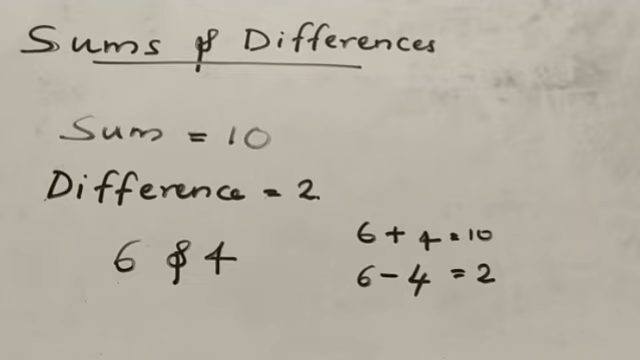 Sums & Differences
Sum = 10
Difference = 2
6 & 4
6 + 4 = 10
6 - 4 = 2